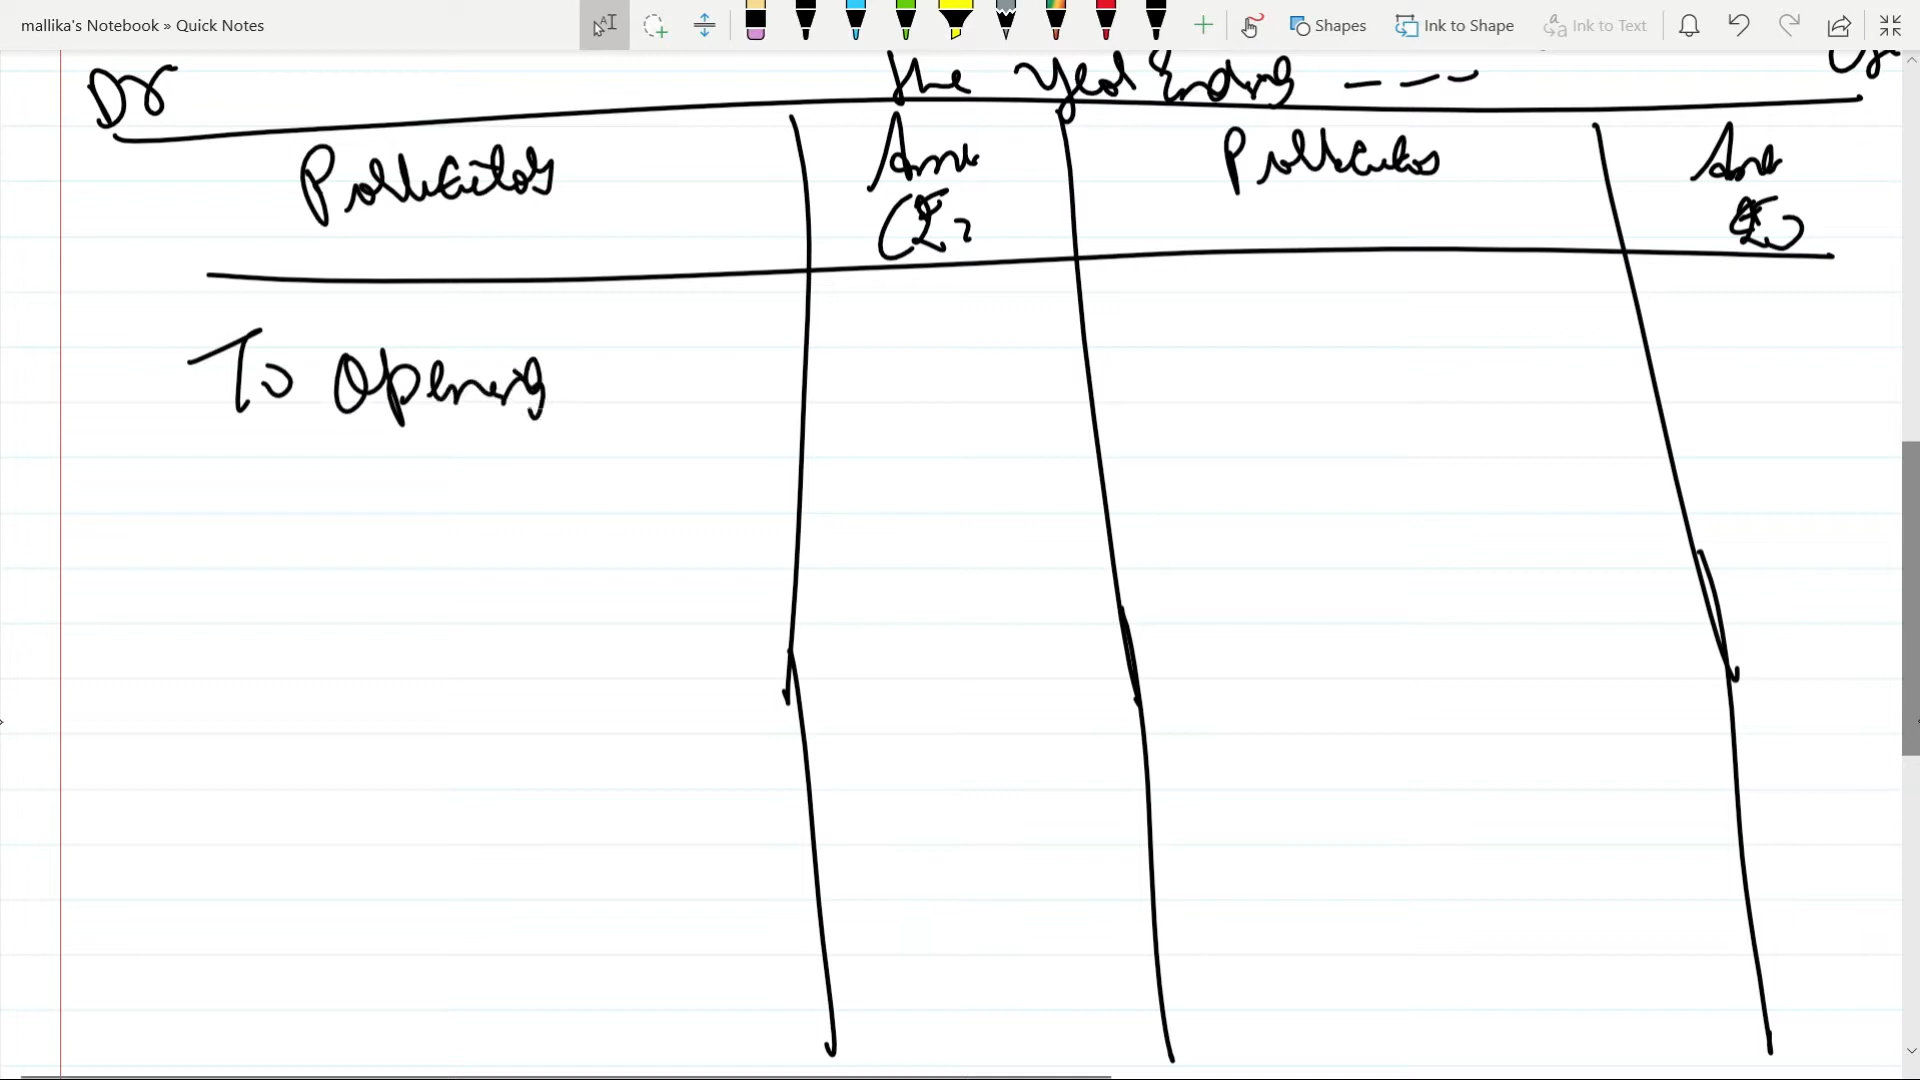 mallika's Notebook » Quick Notes
Shapes Ink to Shape Ink to Text
Dr the Year Ending ---
Particulars Amt Particulars Amt
(₹) (₹)
To Opening